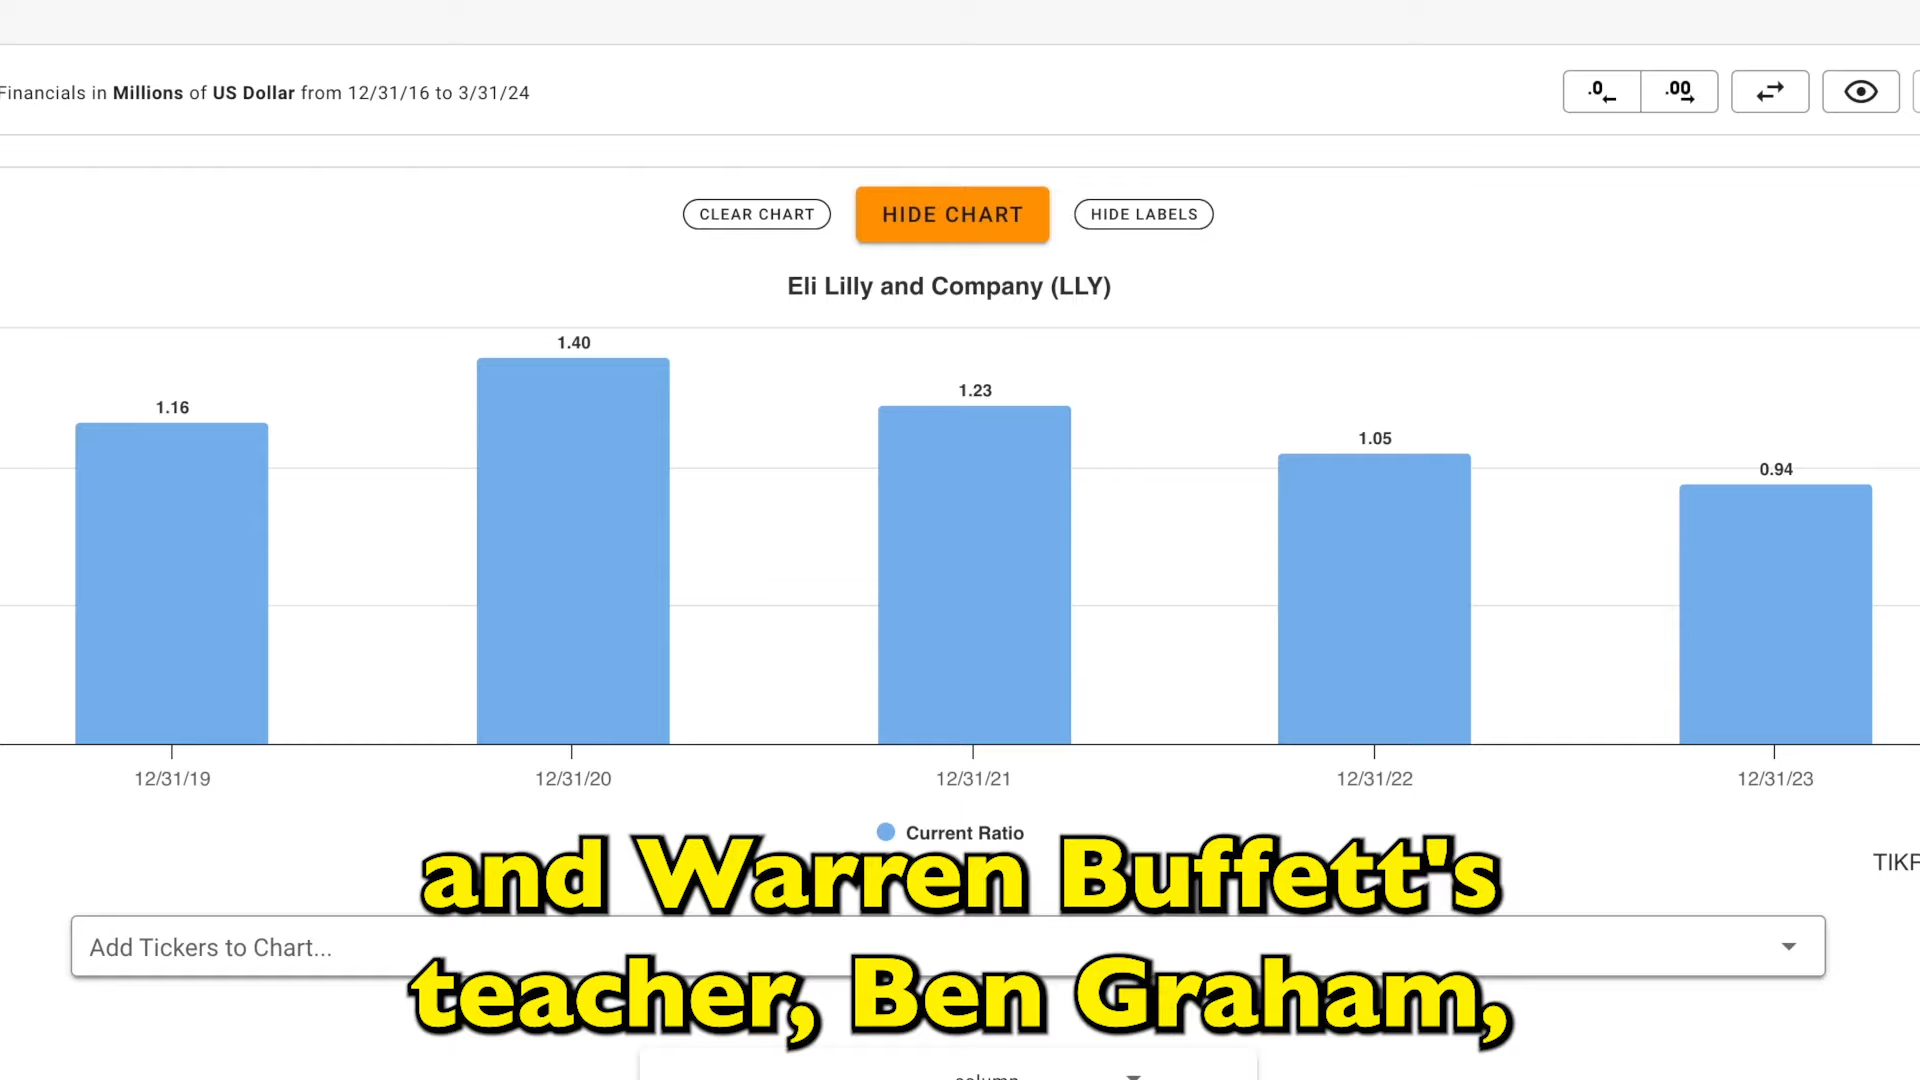 Financials in Millions of US Dollar from 12/31/16 to 3/31/24
.0
.00
CLEAR CHART
HIDE CHART
HIDE LABELS
Eli Lilly and Company (LLY)
1.16
1.40
1.23
1.05
0.94
12/31/19
12/31/20
12/31/21
12/31/22
12/31/23
Current Ratio
TIKF
and Warren Buffett's
Add Tickers to Chart...
teacher, Ben Graham,
column